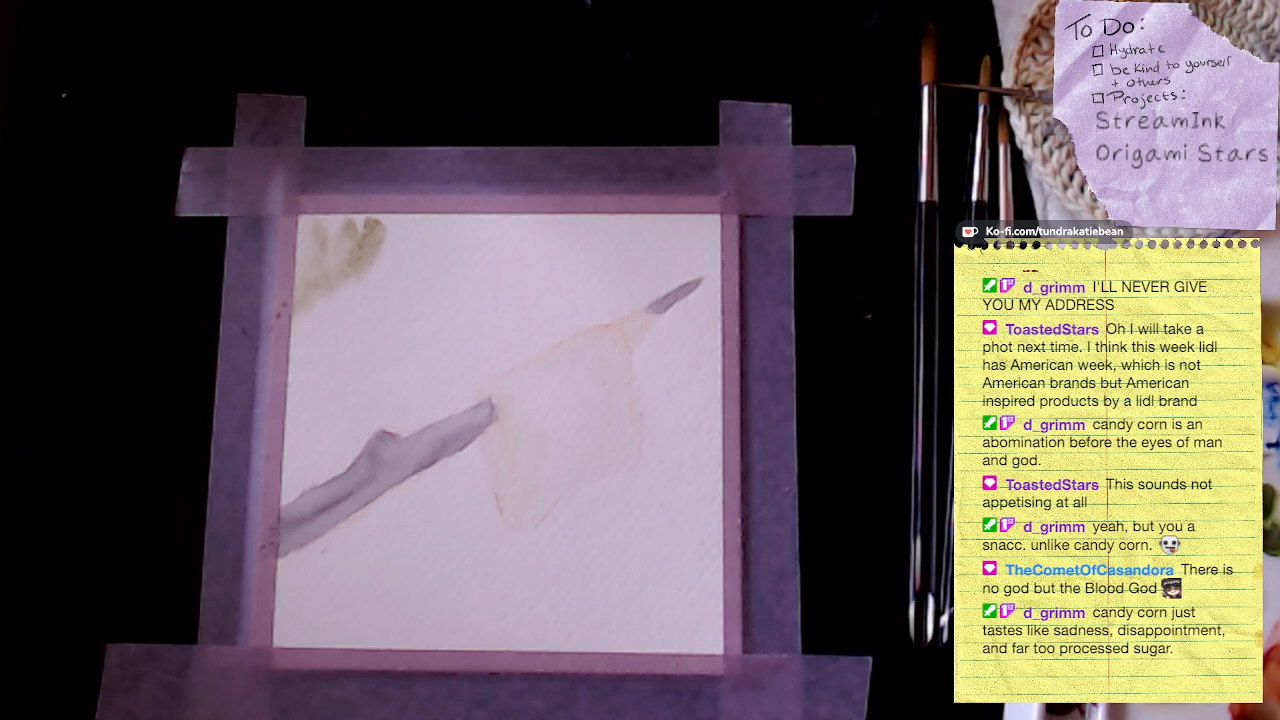 To Do:
Hydrate
be kind to yourself
+ others
Projects:
StreamInk
Origami Stars
Ko-fi.com/tundrakatiebean
d_grimm I'LL NEVER GIVE
YOU MY ADDRESS
ToastedStars Oh I will take a
phot next time. I think this week lidl
has American week, which is not
American brands but American
inspired products by a lidl brand
d_grimm candy corn is an
abomination before the eyes of man
and god.
ToastedStars This sounds not
appetising at all
d_grimm yeah, but you a
snacc. unlike candy corn.
TheCometOfCasandora There is
no god but the Blood God
d_grimm candy corn just
tastes like sadness, disappointment,
and far too processed sugar.